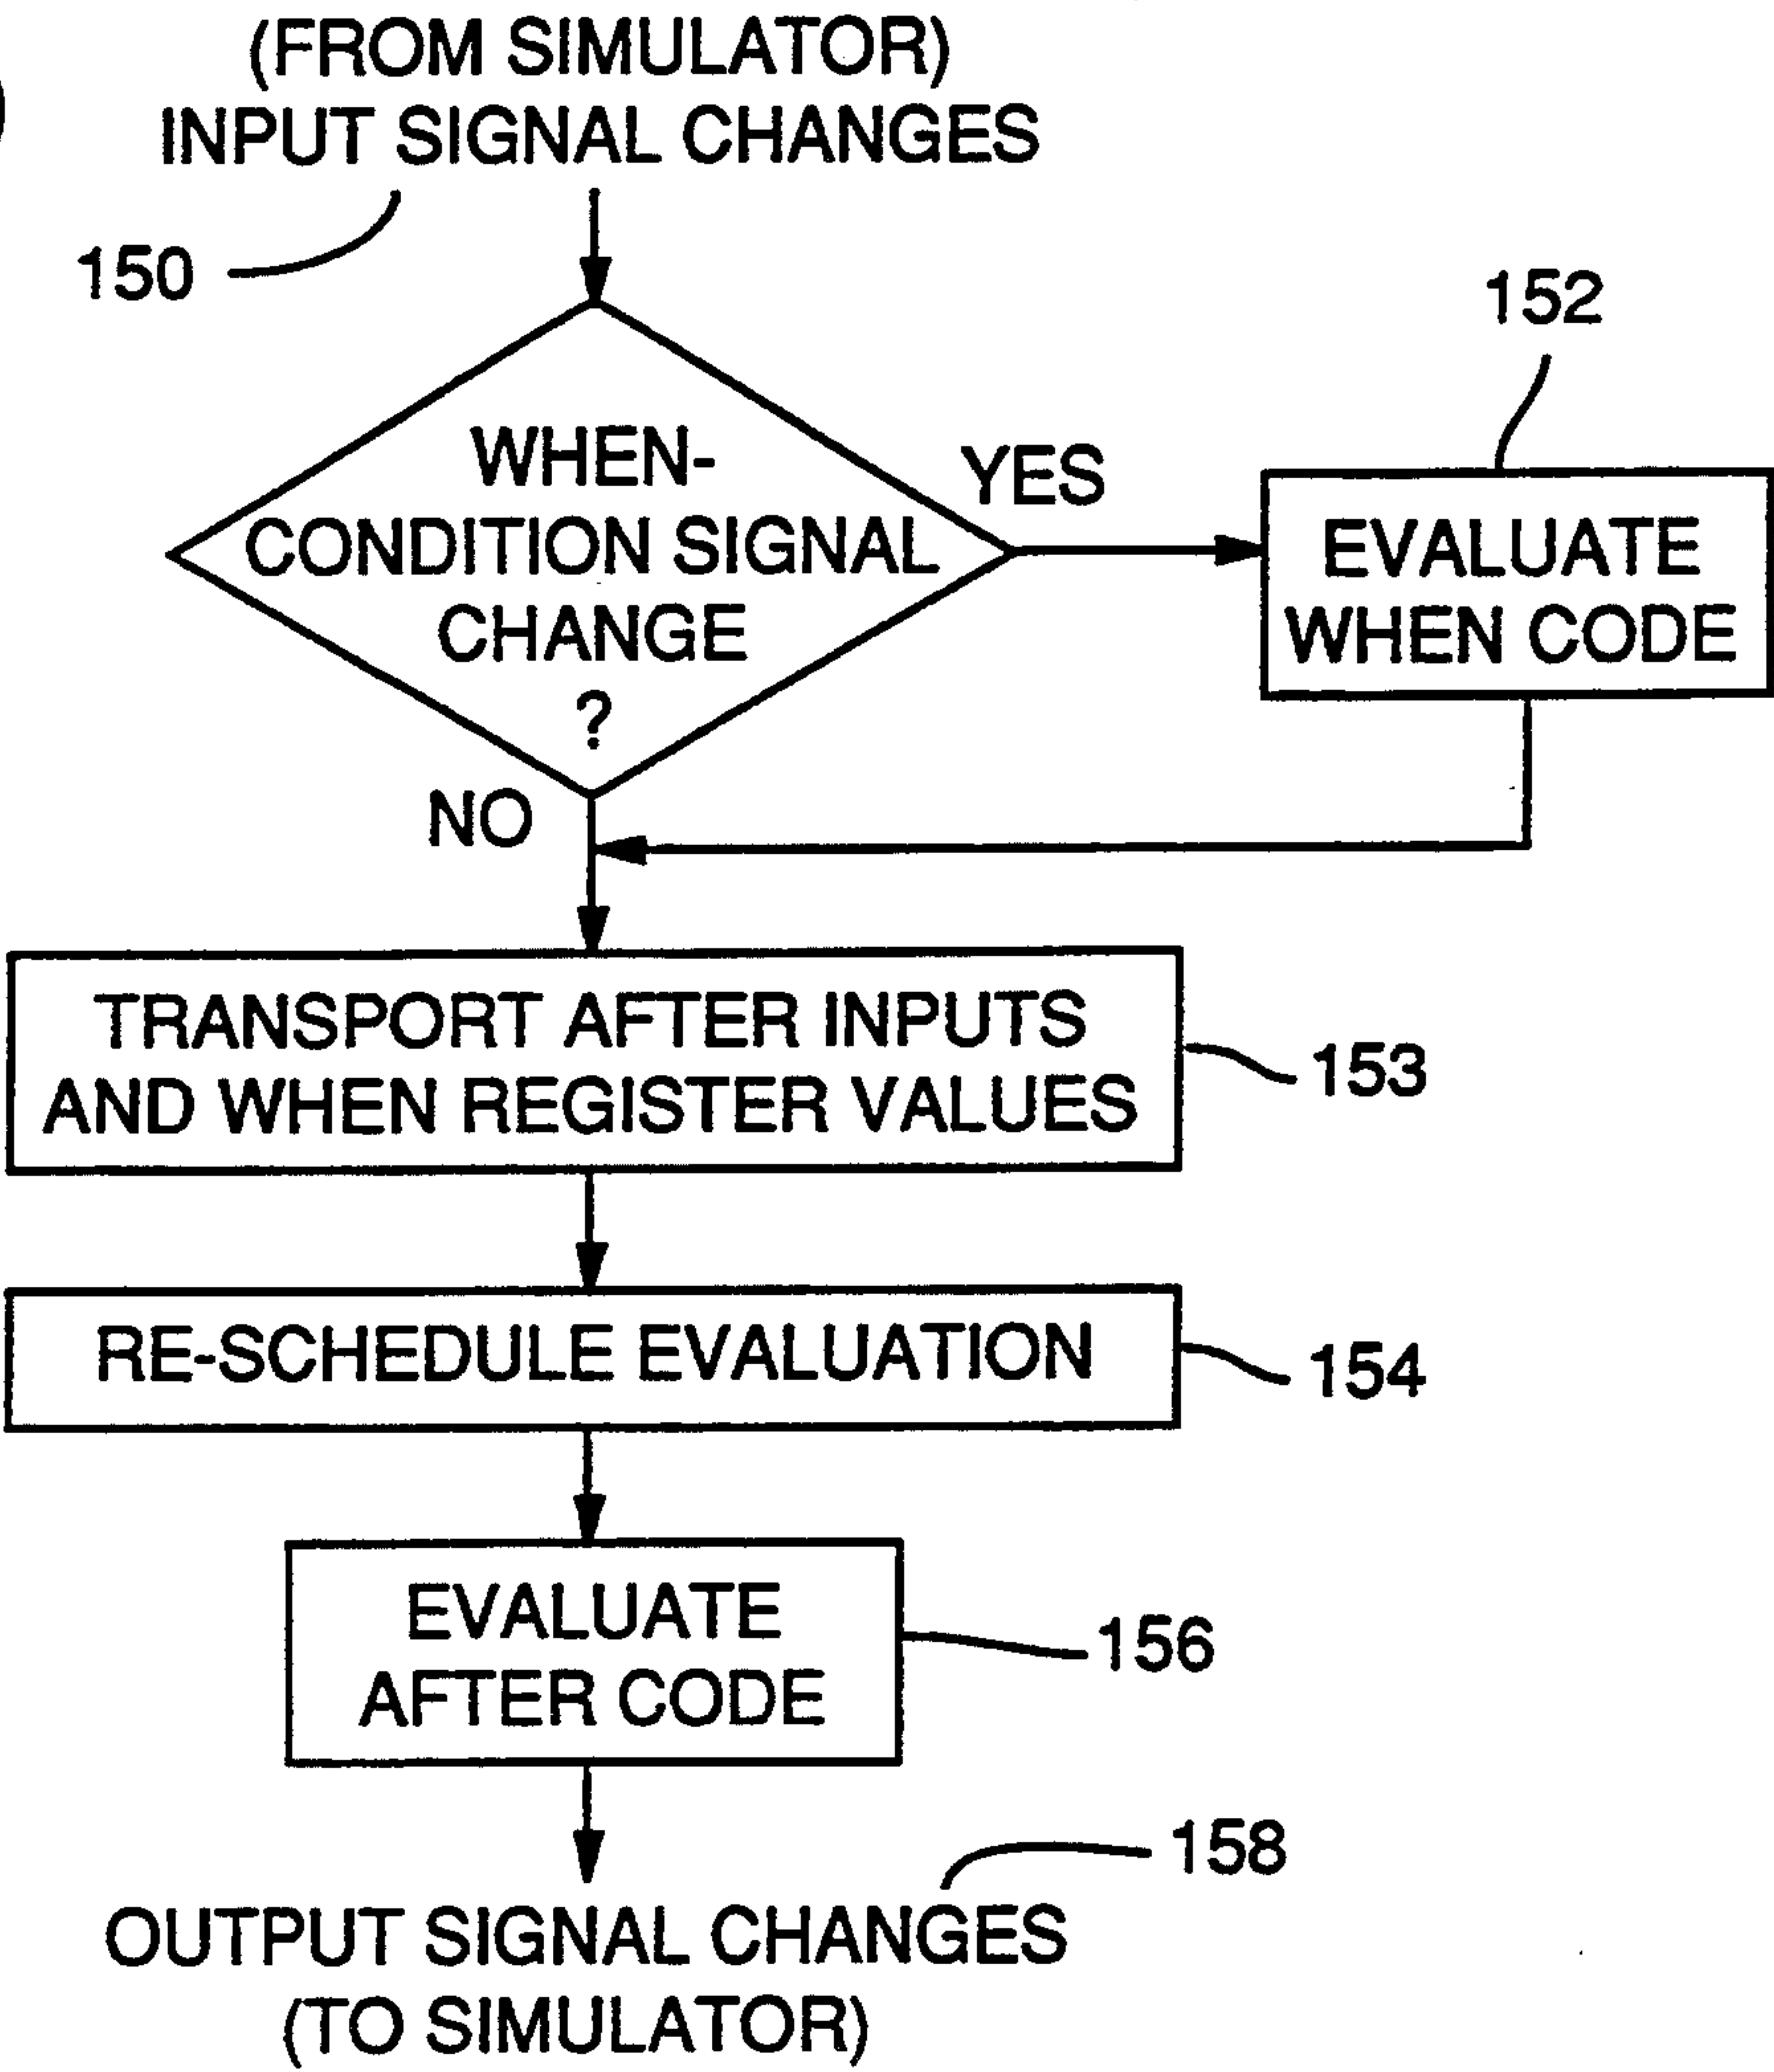 (FROM SIMULATOR)
INPUT SIGNAL CHANGES
150
152
WHEN-
CONDITION SIGNAL
CHANGE
?
YES
EVALUATE
WHEN CODE
NO
TRANSPORT AFTER INPUTS
AND WHEN REGISTER VALUES
153
RE-SCHEDULE EVALUATION
154
EVALUATE
AFTER CODE
156
158
OUTPUT SIGNAL CHANGES
(TO SIMULATOR)